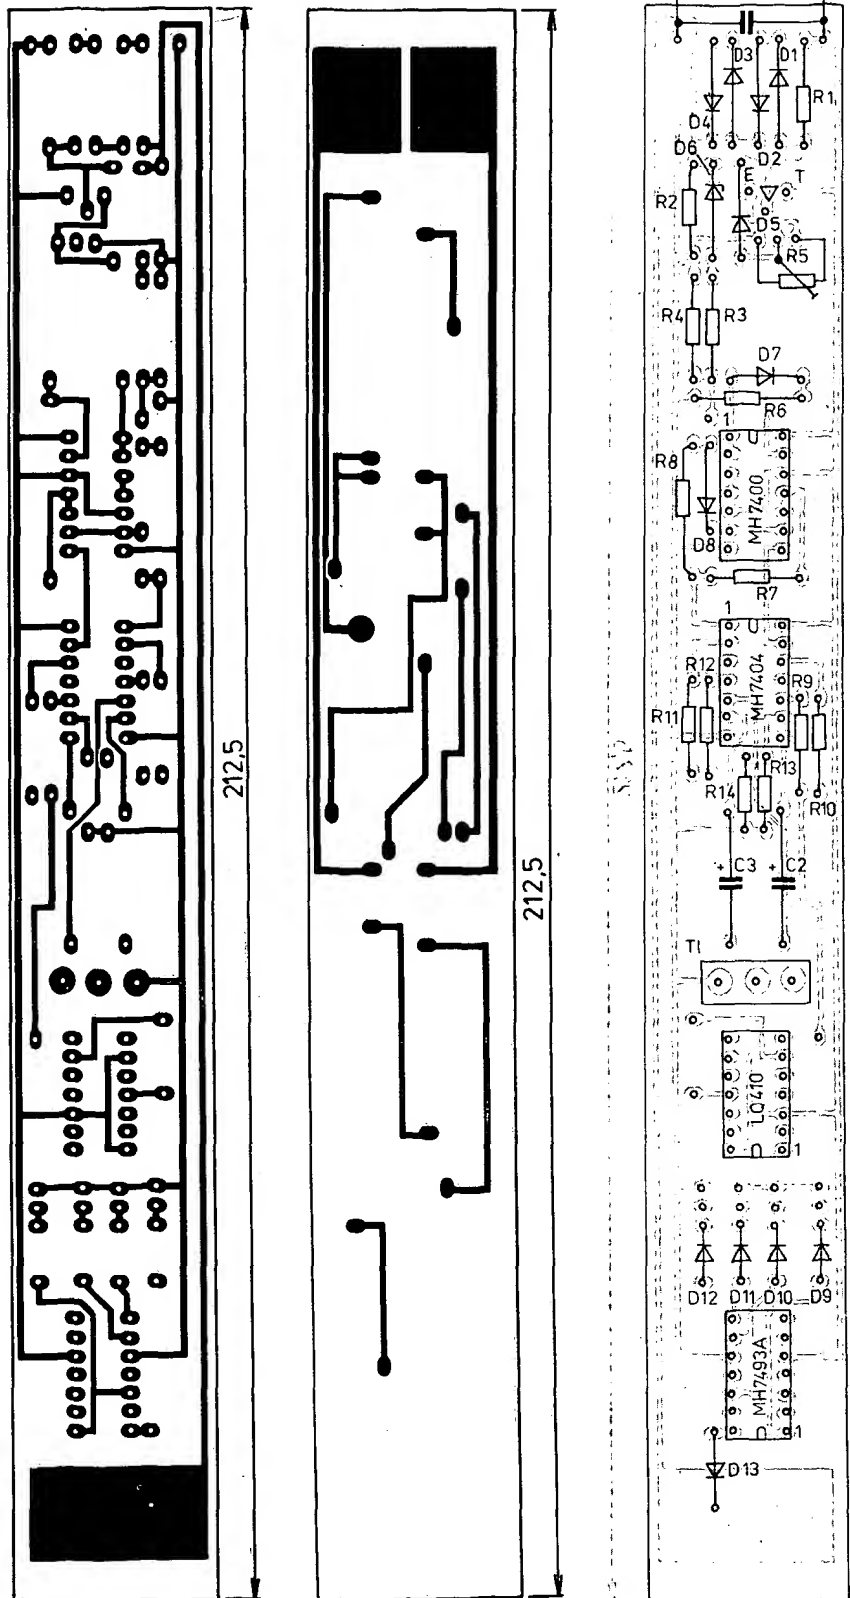 212,5
212,5
D3
D1
R1
D4
D2
D6
E
T
R2
D5
R5
R4
R3
D7
R6
1
R8
MH7400
D8
R7
1
R12
MH7404
R9
R11
R13
R14
R10
+
C3
+
C2
Tl
LQ410
1
D12
D11
D10
D9
MH7493A
1
D13